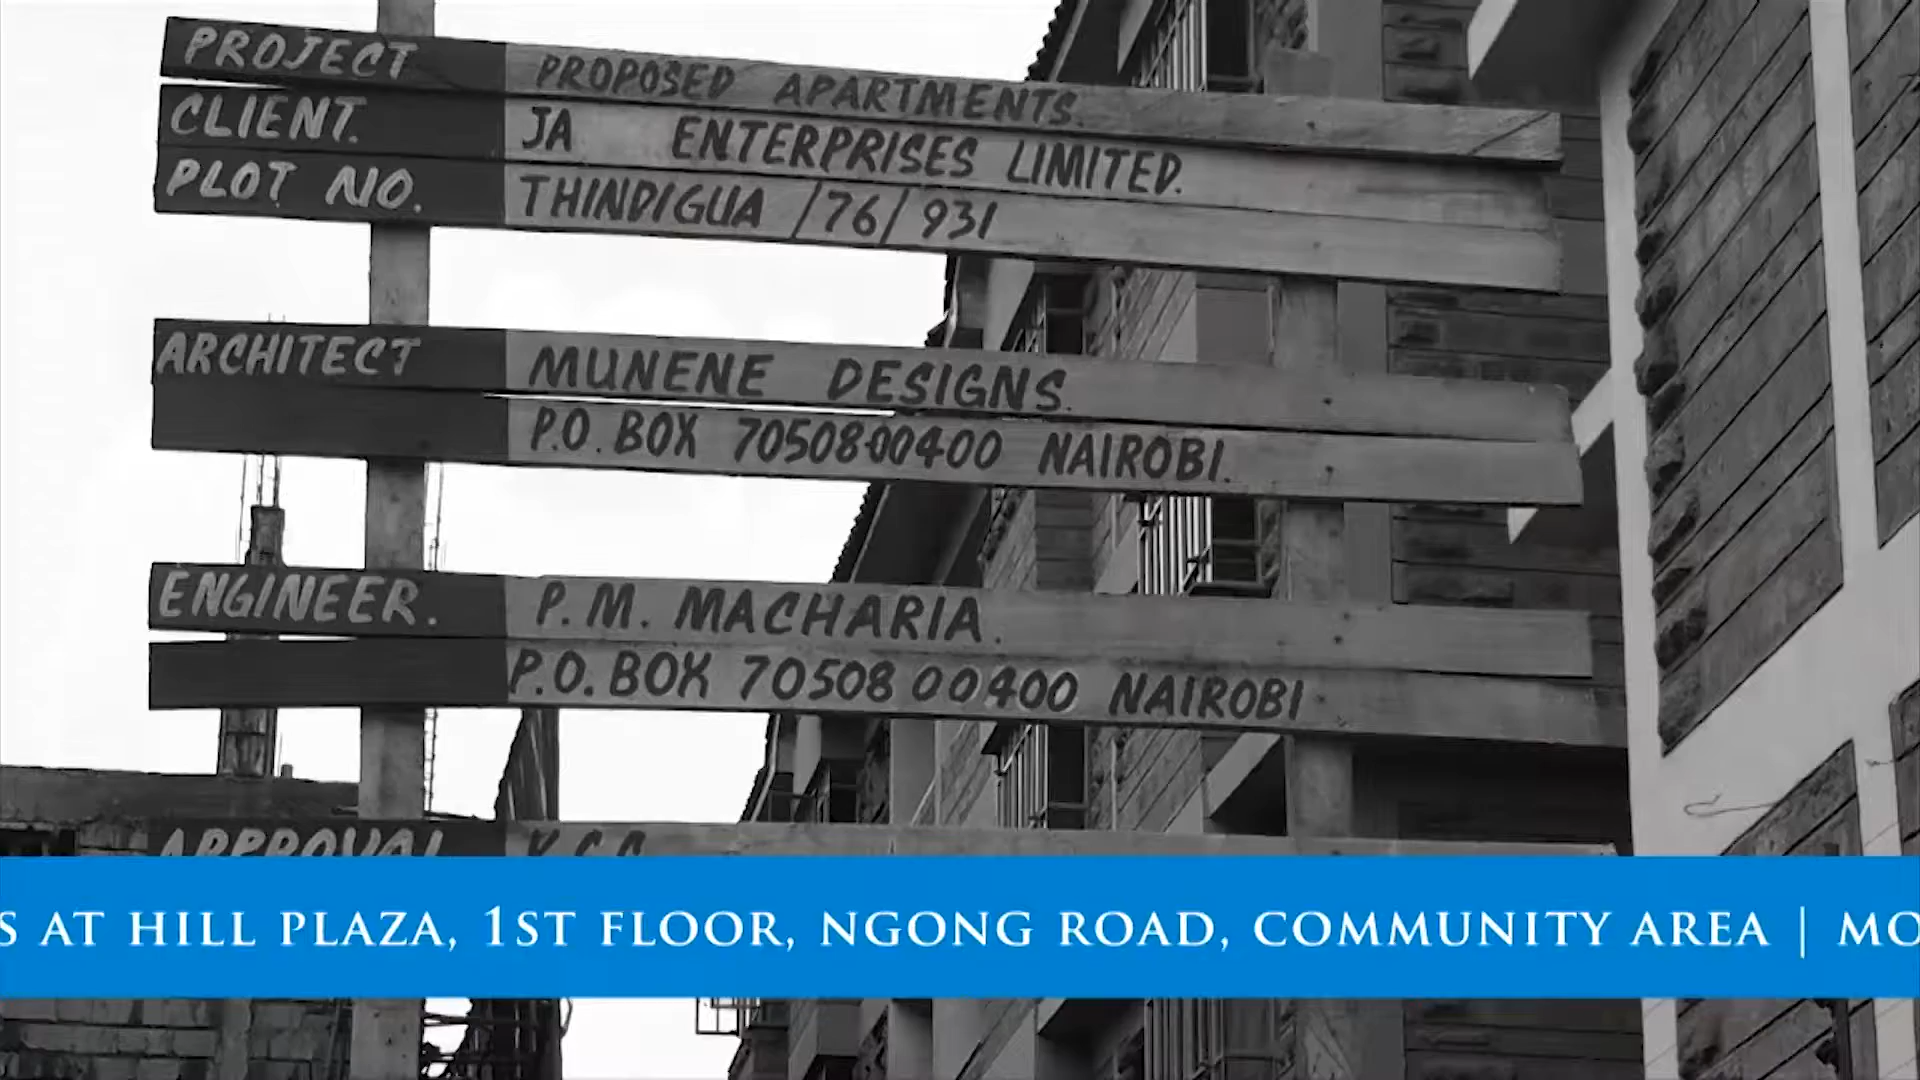 PROJECT PROPOSED APARTMENTS.
CLIENT. JA ENTERPRISES LIMITED.
PLOT NO. THINDIGUA /76/ 931
ARCHITECT MUNENE DESIGNS.
P.O. BOX 70508-00400 NAIROBI.
ENGINEER. P.M. MACHARIA.
P.O. BOX 70508 00400 NAIROBI
APPROVAL
S AT HILL PLAZA, 1ST FLOOR, NGONG ROAD, COMMUNITY AREA | MO